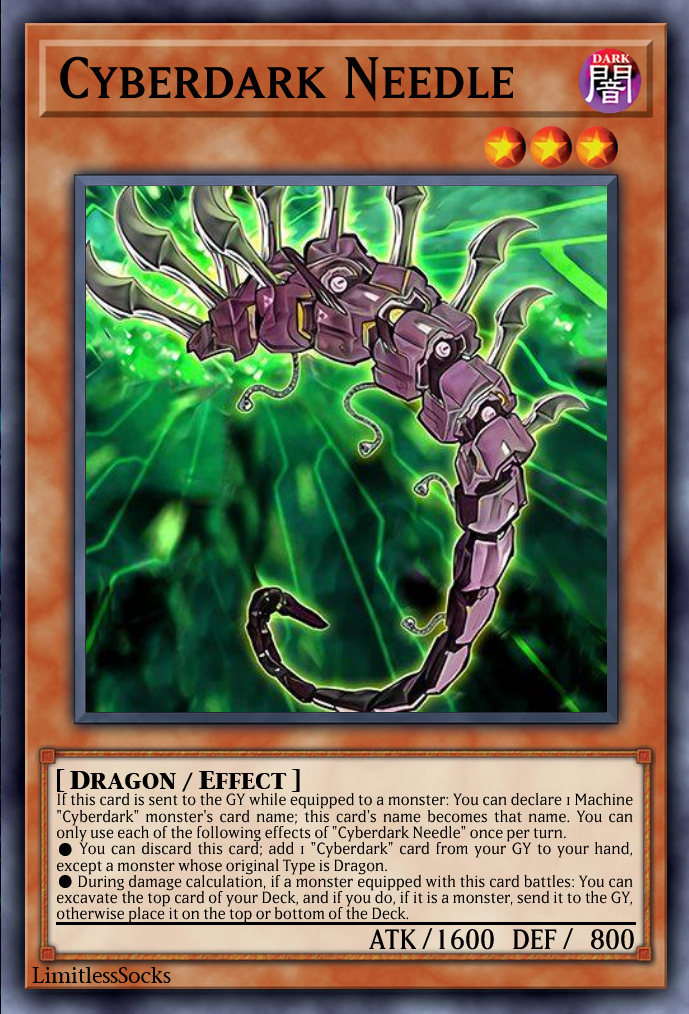 CYBERDARK NEEDLE
DARK
闇
[ DRAGON / EFFECT ]
If this card is sent to the GY while equipped to a monster: You can declare 1 Machine
"Cyberdark" monster's card name; this card's name becomes that name. You can
only use each of the following effects of "Cyberdark Needle" once per turn.
● You can discard this card; add 1 "Cyberdark" card from your GY to your hand,
except a monster whose original Type is Dragon.
● During damage calculation, if a monster equipped with this card battles: You can
excavate the top card of your Deck, and if you do, if it is a monster, send it to the GY,
otherwise place it on the top or bottom of the Deck.
ATK / 1600 DEF / 800
LimitlessSocks